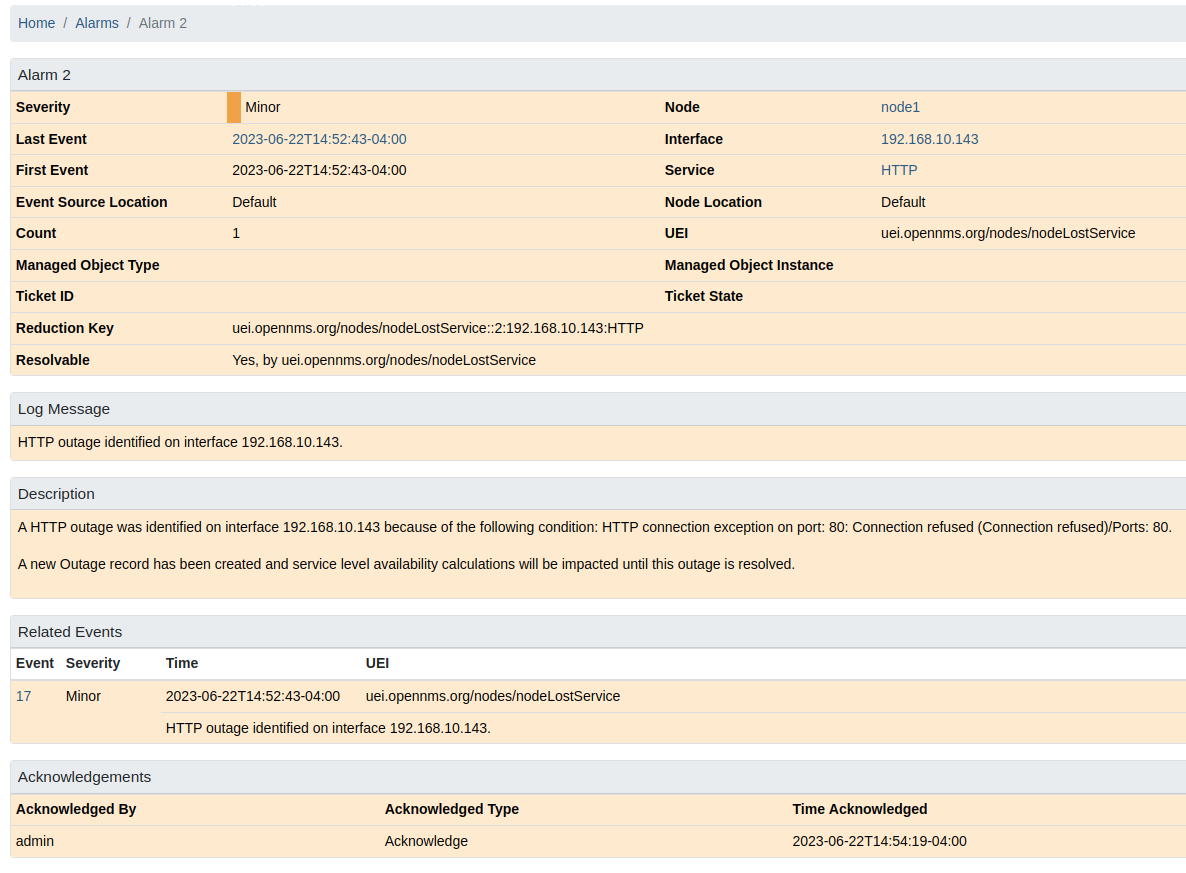 Home / Alarms / Alarm 2
Alarm 2
Severity Minor Node node1
Last Event 2023-06-22T14:52:43-04:00 Interface 192.168.10.143
First Event 2023-06-22T14:52:43-04:00 Service HTTP
Event Source Location Default Node Location Default
Count 1 UEI uei.opennms.org/nodes/nodeLostService
Managed Object Type Managed Object Instance
Ticket ID Ticket State
Reduction Key uei.opennms.org/nodes/nodeLostService::2:192.168.10.143:HTTP
Resolvable Yes, by uei.opennms.org/nodes/nodeLostService
Log Message
HTTP outage identified on interface 192.168.10.143.
Description
A HTTP outage was identified on interface 192.168.10.143 because of the following condition: HTTP connection exception on port: 80: Connection refused (Connection refused)/Ports: 80.
A new Outage record has been created and service level availability calculations will be impacted until this outage is resolved.
Related Events
Event Severity Time UEI
17 Minor 2023-06-22T14:52:43-04:00 uei.opennms.org/nodes/nodeLostService
HTTP outage identified on interface 192.168.10.143.
Acknowledgements
Acknowledged By Acknowledged Type Time Acknowledged
admin Acknowledge 2023-06-22T14:54:19-04:00